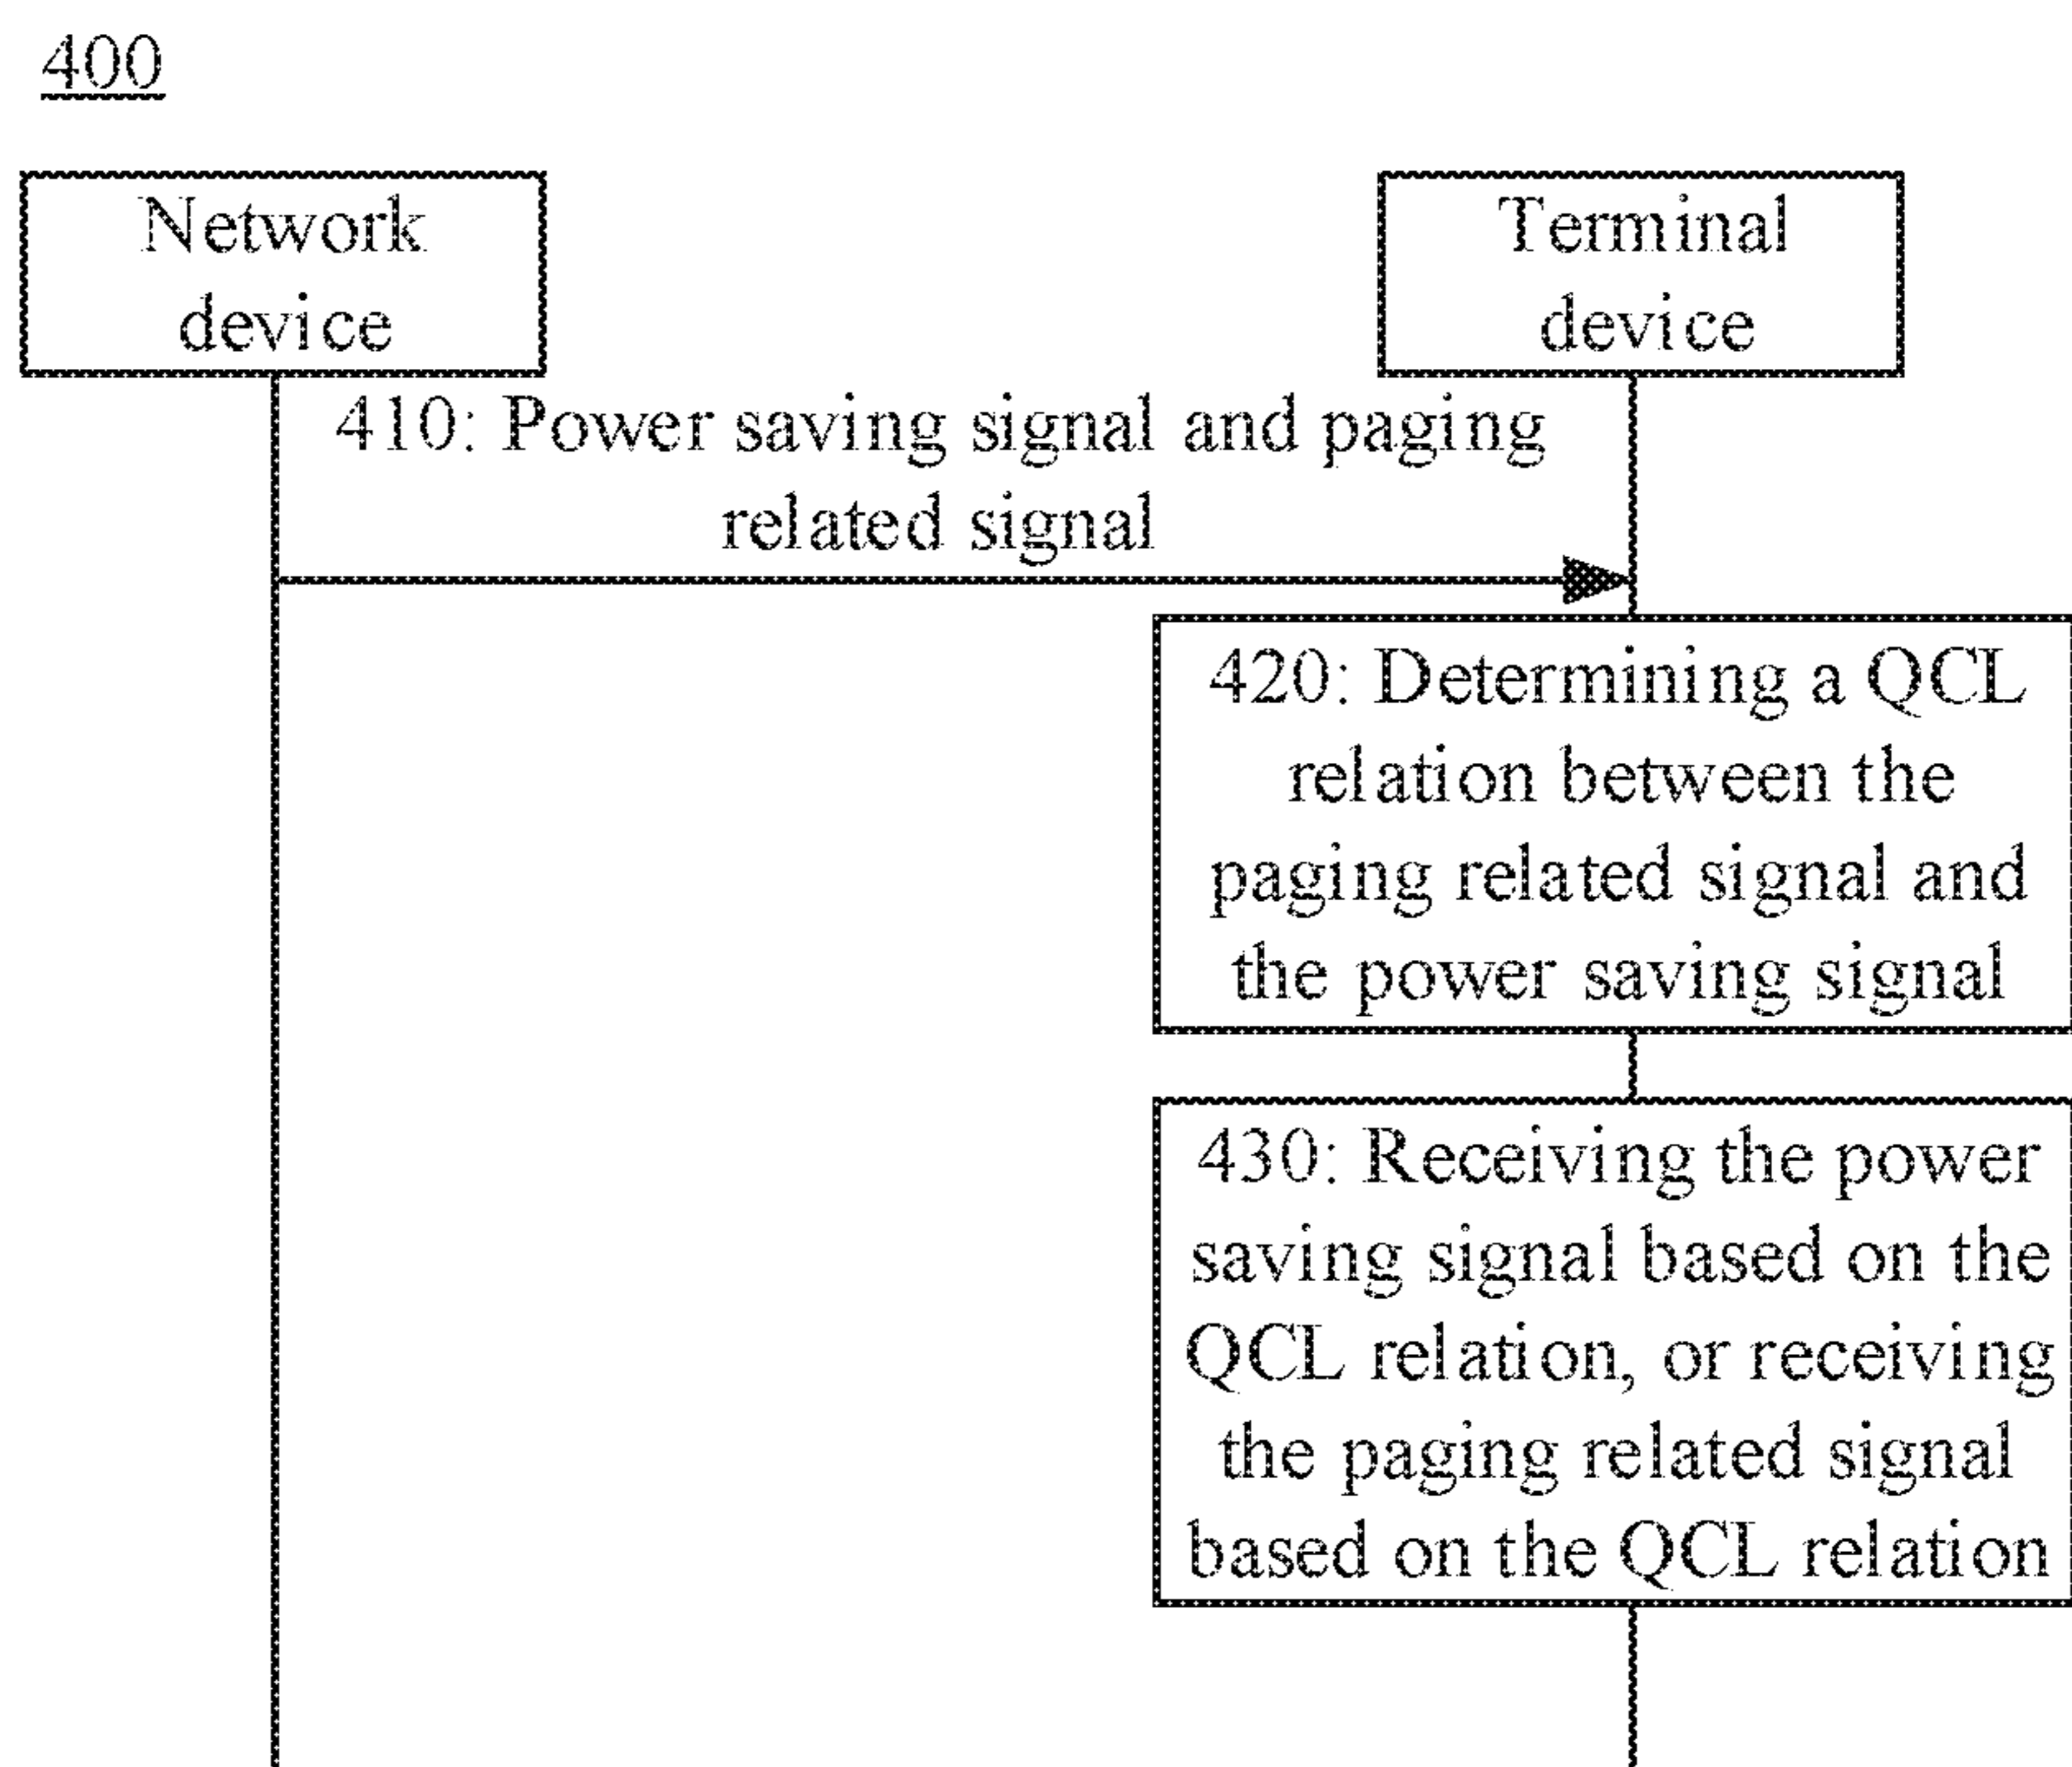 400
Network
device
Terminal
device
410: Power saving signal and paging
related signal
420: Determining a QCL
relation between the
paging related signal and
the power saving signal
430: Receiving the power
saving signal based on the
QCL relation, or receiving
the paging related signal
based on the QCL relation